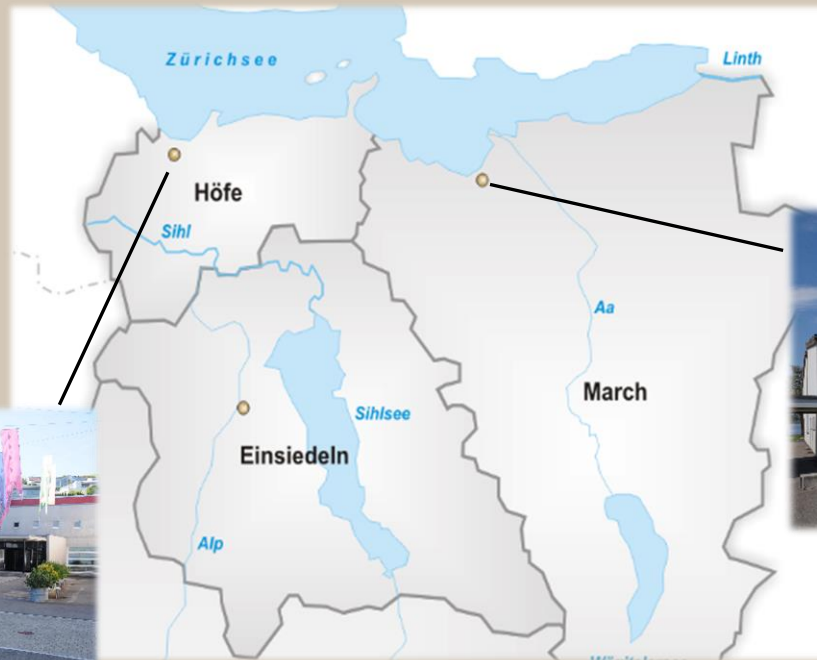 Zürichsee
Linth
Höfe
Sihl
Aa
March
Sihlsee
Einsiedeln
Alp